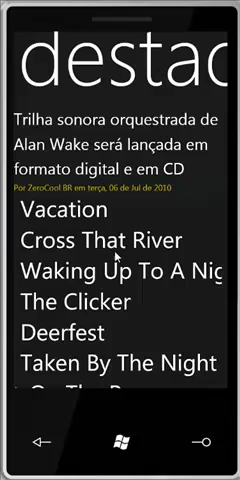 destac
Trilha sonora orquestrada de
Alan Wake será lançada em
formato digital e em CD
Por ZeroCool BR em terça, 06 de Jul de 2010
Vacation
Cross That River
Waking Up To A Nig
The Clicker
Deerfest
Taken By The Night
On The